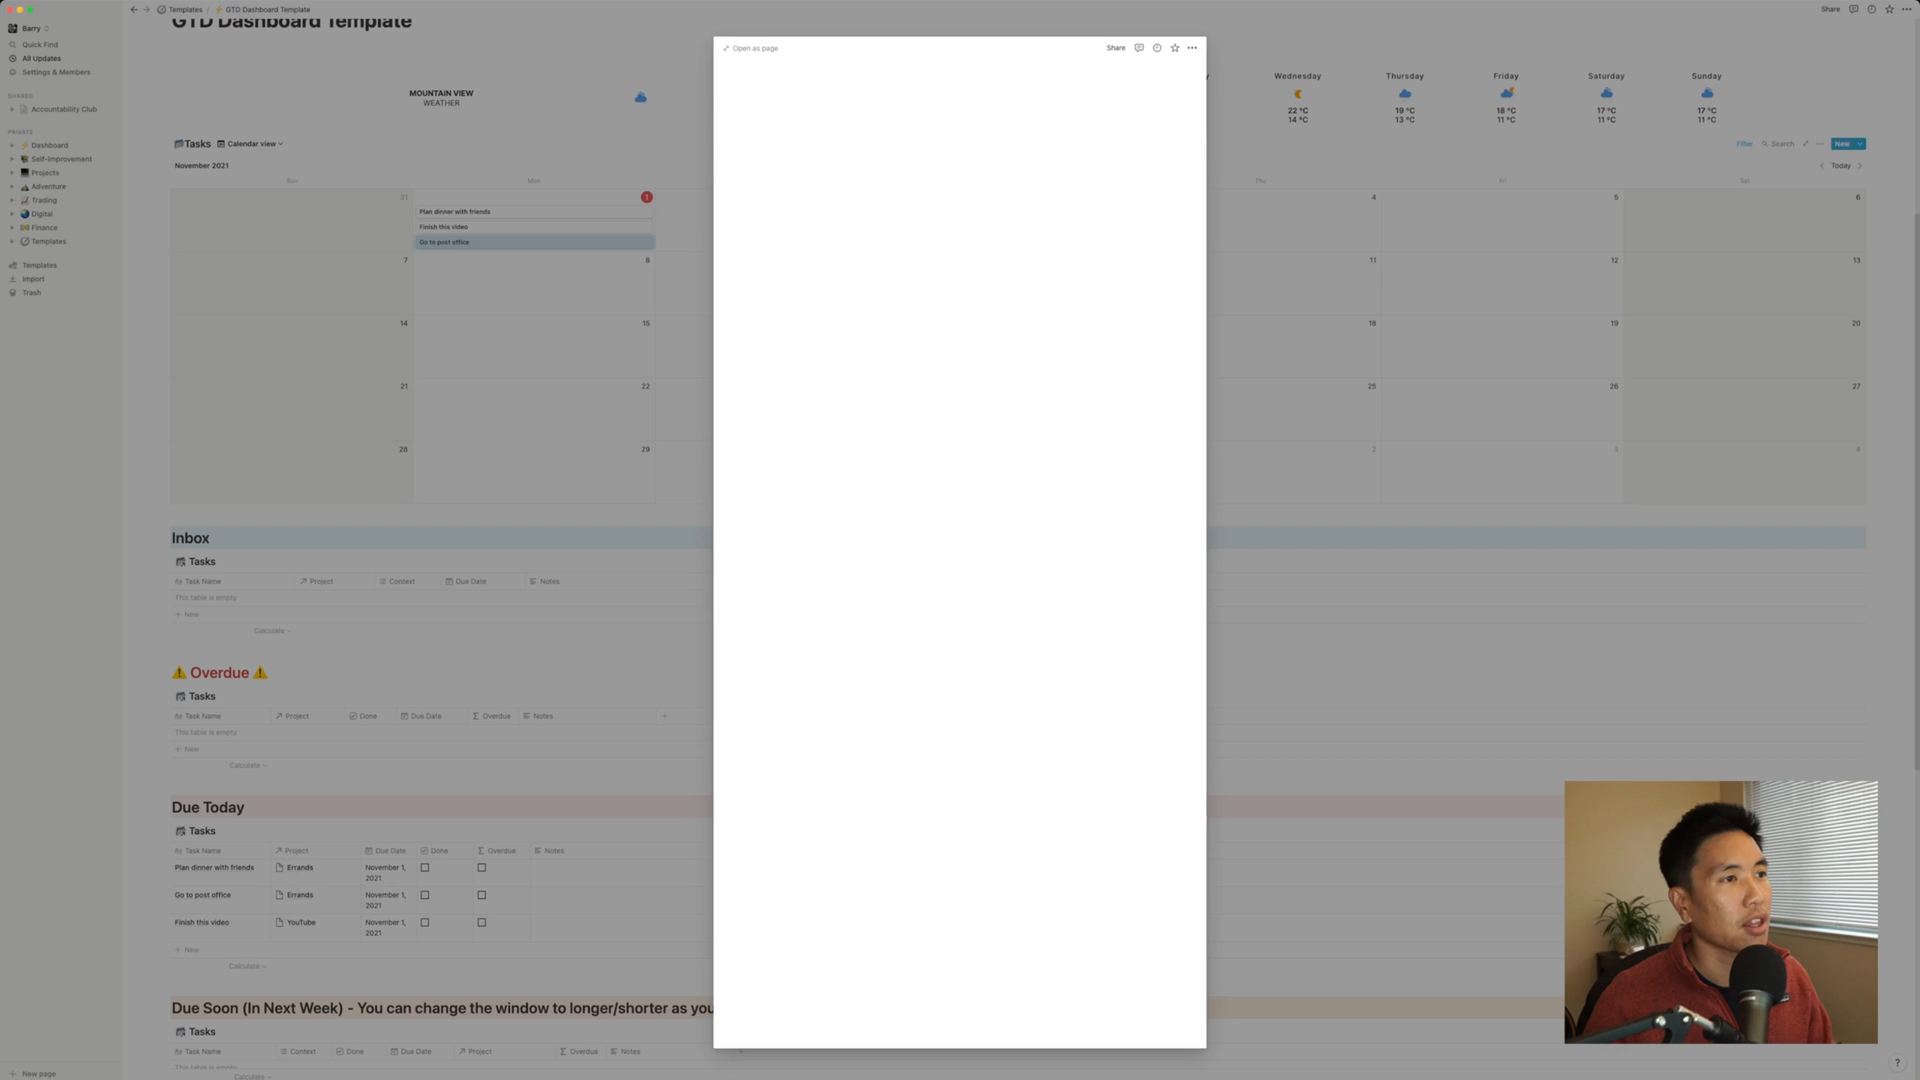 Templates / ⚡ GTD Dashboard Template
Share
GTD Dashboard Template
Barry
Quick Find
All Updates
Settings & Members
SHARED
Accountability Club
PRIVATE
Dashboard
Self-Improvement
Projects
Adventure
Trading
Digital
Finance
Templates
Templates
Import
Trash
New page
Open as page
Share
MOUNTAIN VIEW
WEATHER
Wednesday Thursday Friday Saturday Sunday
22 °C 19 °C 18 °C 17 °C 17 °C
14 °C 13 °C 11 °C 11 °C 11 °C
Tasks Calendar view
Filter Search New
November 2021
Today
Sun Mon Thu Fri Sat
31 1 4 5 6
Plan dinner with friends
Finish this video
Go to post office
7 8 11 12 13
14 15 18 19 20
21 22 25 26 27
28 29 2 3 4
Inbox
Tasks
Aa Task Name Project Context Due Date Notes
This table is empty
+ New
Calculate
⚠ Overdue ⚠
Tasks
Aa Task Name Project Done Due Date Σ Overdue Notes +
This table is empty
+ New
Calculate
Due Today
Tasks
Aa Task Name Project Due Date Done Σ Overdue Notes
Plan dinner with friends Errands November 1,
2021
Go to post office Errands November 1,
2021
Finish this video YouTube November 1,
2021
+ New
Calculate
Due Soon (In Next Week) - You can change the window to longer/shorter as you
Tasks
Aa Task Name Context Done Due Date Project Σ Overdue Notes
This table is empty
Calculate
?